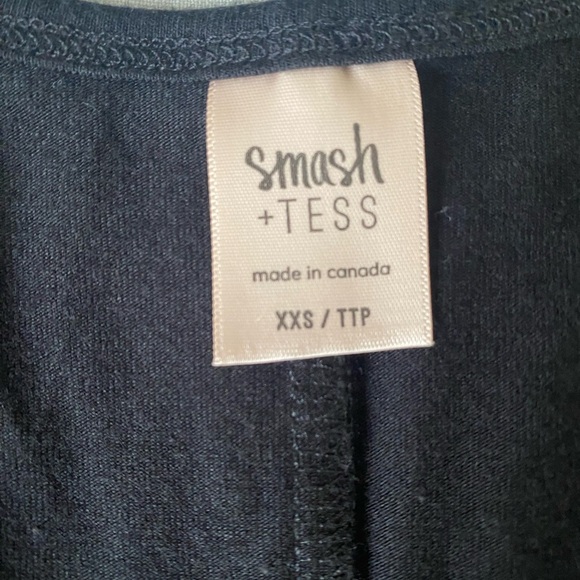 smash
+TESS
made in canada
XXS / TTP